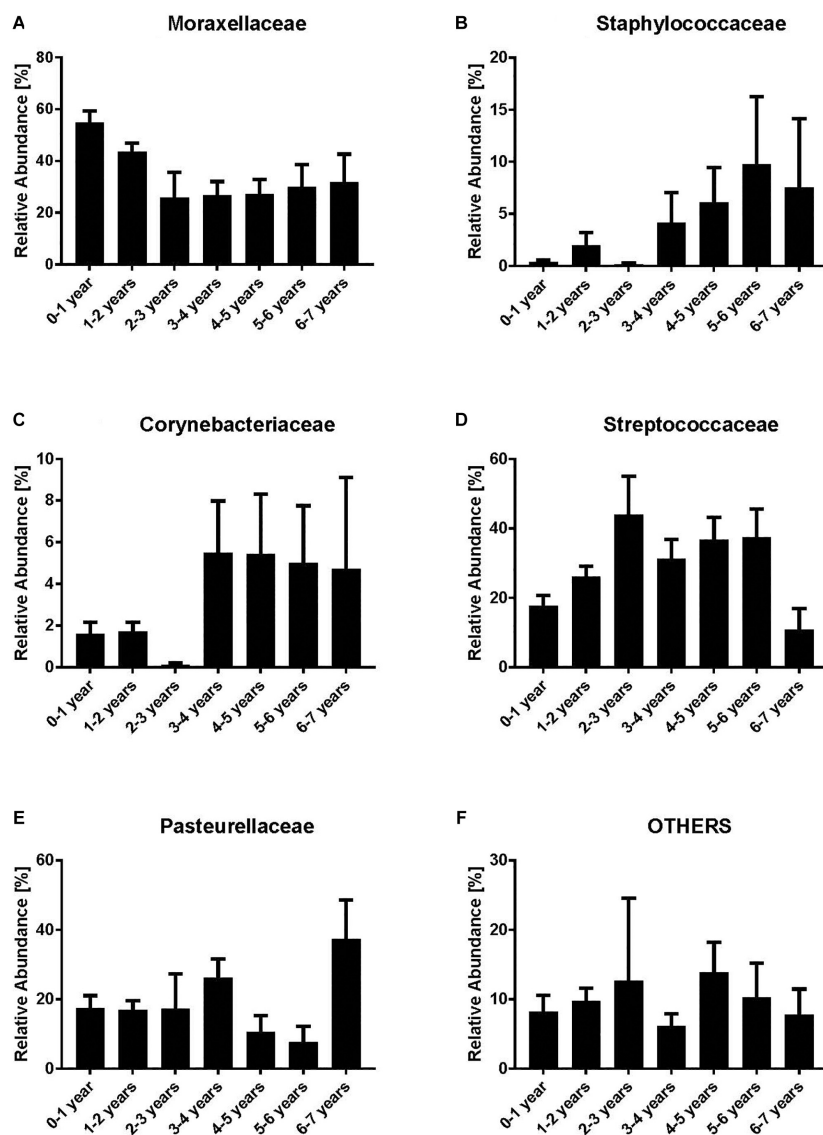 A
Moraxellaceae
Relative Abundance [%]
80
60
40
20
0
0-1 year
1-2 years
2-3 years
3-4 years
4-5 years
5-6 years
6-7 years
B
Staphylococcaceae
Relative Abundance [%]
20
15
10
5
0
0-1 year
1-2 years
2-3 years
3-4 years
4-5 years
5-6 years
6-7 years
C
Corynebacteriaceae
Relative Abundance [%]
10
8
6
4
2
0
0-1 year
1-2 years
2-3 years
3-4 years
4-5 years
5-6 years
6-7 years
D
Streptococcaceae
Relative Abundance [%]
60
40
20
0
0-1 year
1-2 years
2-3 years
3-4 years
4-5 years
5-6 years
6-7 years
E
Pasteurellaceae
Relative Abundance [%]
60
40
20
0
0-1 year
1-2 years
2-3 years
3-4 years
4-5 years
5-6 years
6-7 years
F
OTHERS
Relative Abundance [%]
30
20
10
0
0-1 year
1-2 years
2-3 years
3-4 years
4-5 years
5-6 years
6-7 years